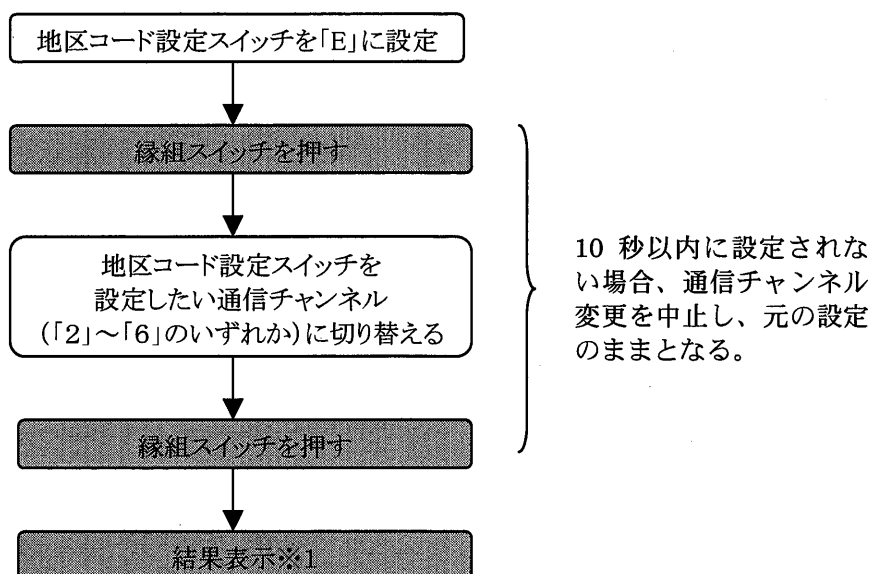 地区コード設定スイッチを「E」に設定
縁組スイッチを押す
地区コード設定スイッチを
設定したい通信チャンネル
(「2」～「6」のいずれか)に切り替える
縁組スイッチを押す
結果表示※1
10 秒以内に設定されな
い場合、通信チャンネル
変更を中止し、元の設定
のままとなる。